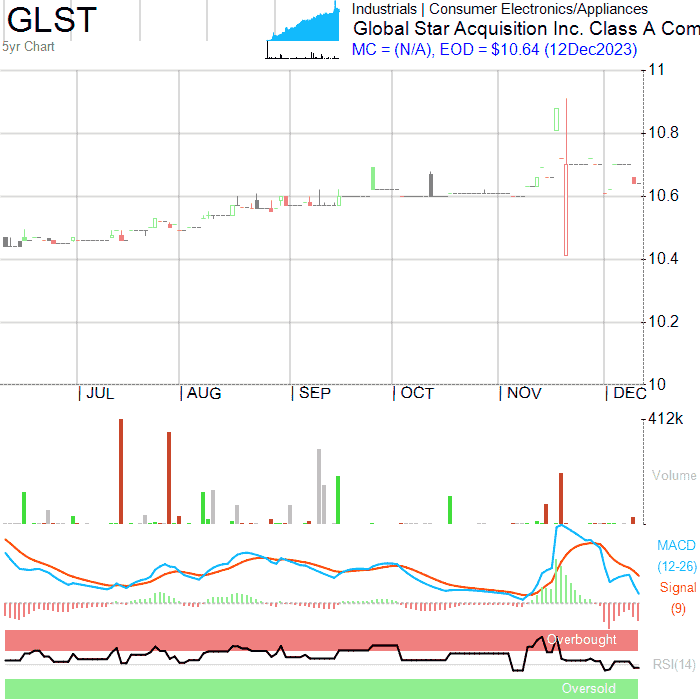 GLST
5yr Chart
Industrials | Consumer Electronics/Appliances
Global Star Acquisition Inc. Class A Com
MC = (N/A), EOD = $10.64 (12Dec2023)
11
10.8
10.6
10.4
10.2
10
| JUL | AUG | SEP | OCT | NOV | DEC
412k
Volume
MACD
(12-26)
Signal
(9)
Overbought
RSI(14)
Oversold